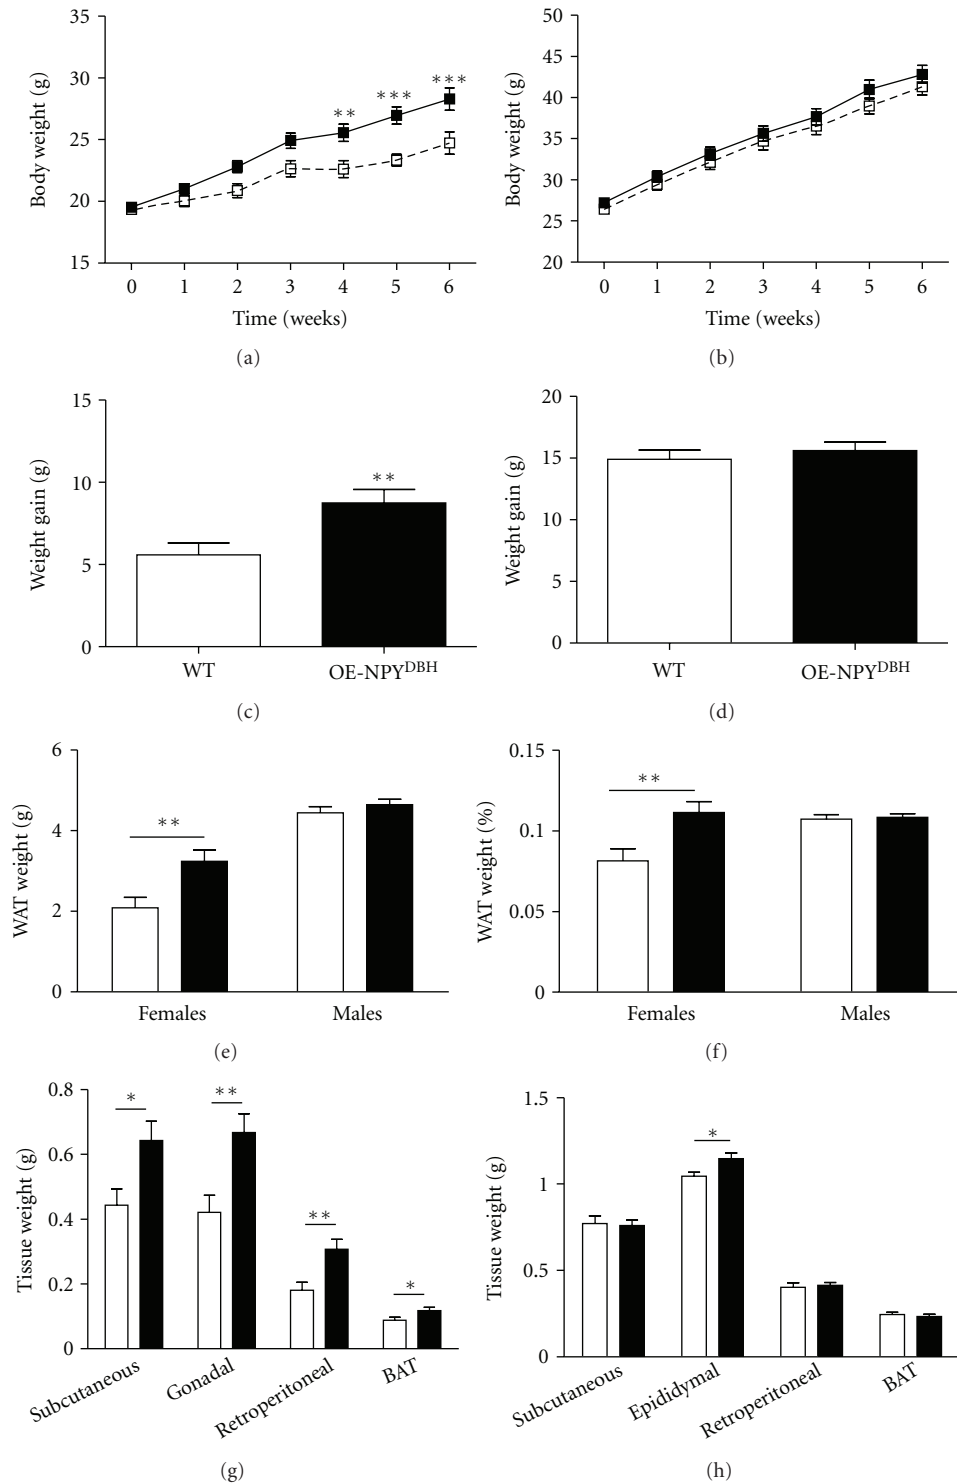 35
30
25
20
15
Body weight (g)
** *** ***
0 1 2 3 4 5 6
Time (weeks)
(a)
50
45
40
35
30
25
20
Body weight (g)
0 1 2 3 4 5 6
Time (weeks)
(b)
15
10
5
0
Weight gain (g)
**
WT OE-NPYDBH
(c)
20
15
10
5
0
Weight gain (g)
WT OE-NPYDBH
(d)
6
4
2
0
WAT weight (g)
**
Females Males
(e)
0.15
0.1
0.05
0
WAT weight (%)
**
Females Males
(f)
0.8
0.6
0.4
0.2
0
Tissue weight (g)
* ** ** *
Subcutaneous Gonadal Retroperitoneal BAT
(g)
1.5
1
0.5
0
Tissue weight (g)
*
Subcutaneous Epididymal Retroperitoneal BAT
(h)